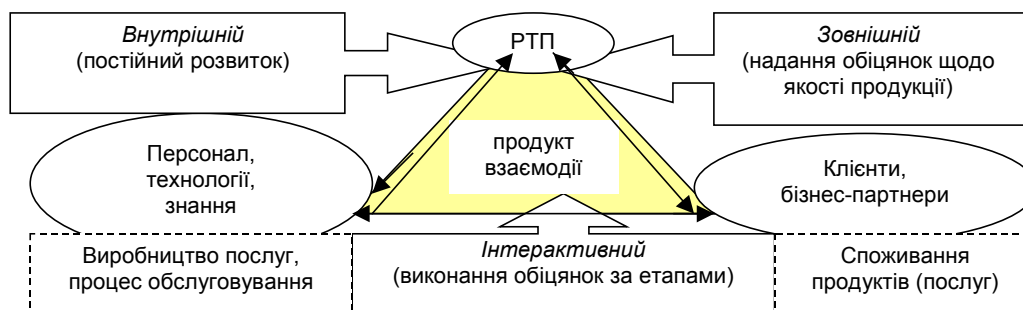 Внутрішній
(постійний розвиток)
РТП
Зовнішній
(надання обіцянок щодо
якості продукції)
Персонал,
технології,
знання
продукт
взаємодії
Клієнти,
бізнес-партнери
Виробництво послуг,
процес обслуговування
Інтерактивний
(виконання обіцянок за етапами)
Споживання
продуктів (послуг)